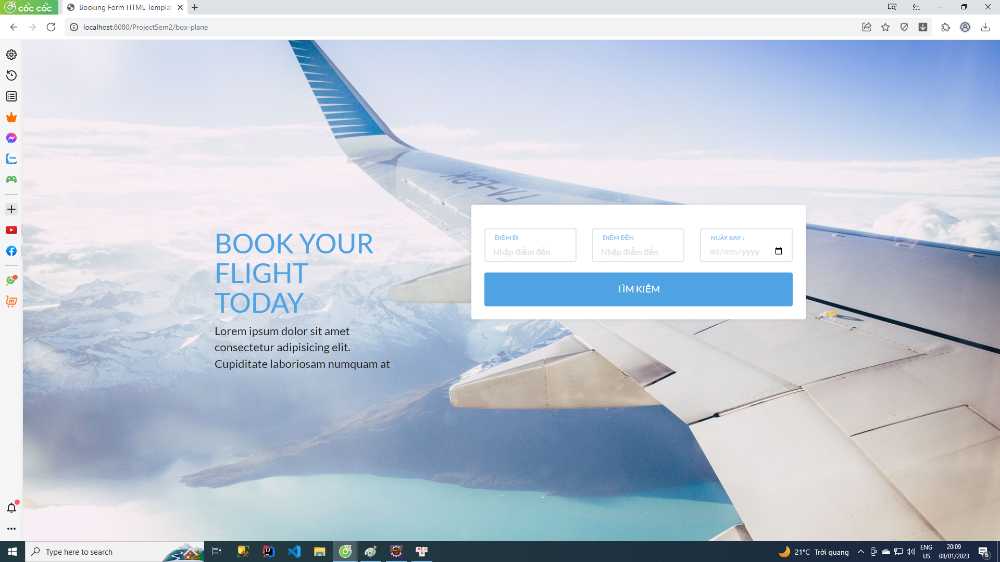 cốc cốc
Booking Form HTML Templat
localhost:8080/ProjectSem2/box-plane
Zalo
LV-FSK
BOOK YOUR
FLIGHT
TODAY
Lorem ipsum dolor sit amet
consectetur adipisicing elit.
Cupiditate laboriosam numquam at
ĐIỂM ĐI
Nhập điểm đến
ĐIỂM ĐẾN
Nhập điểm đến
NGÀY BAY :
dd/mm/yyyy
TÌM KIẾM
Type here to search
21°C Trời quang
ENG
US
20:09
08/01/2023
6